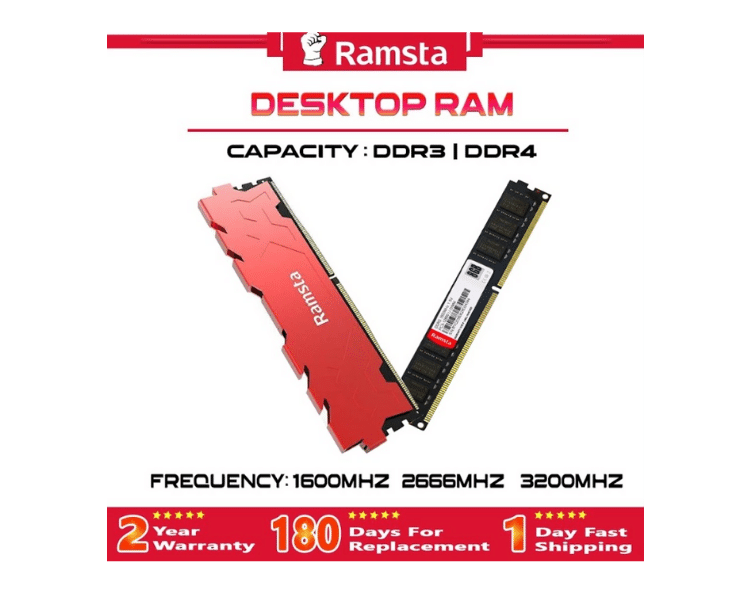 Ramsta
DESKTOP RAM
CAPACITY : DDR3 | DDR4
Ramsta
8GB
Ramsta
FREQUENCY: 1600MHZ 2666MHZ 3200MHZ
2 Year Warranty
180 Days For Replacement
1 Day Fast Shipping